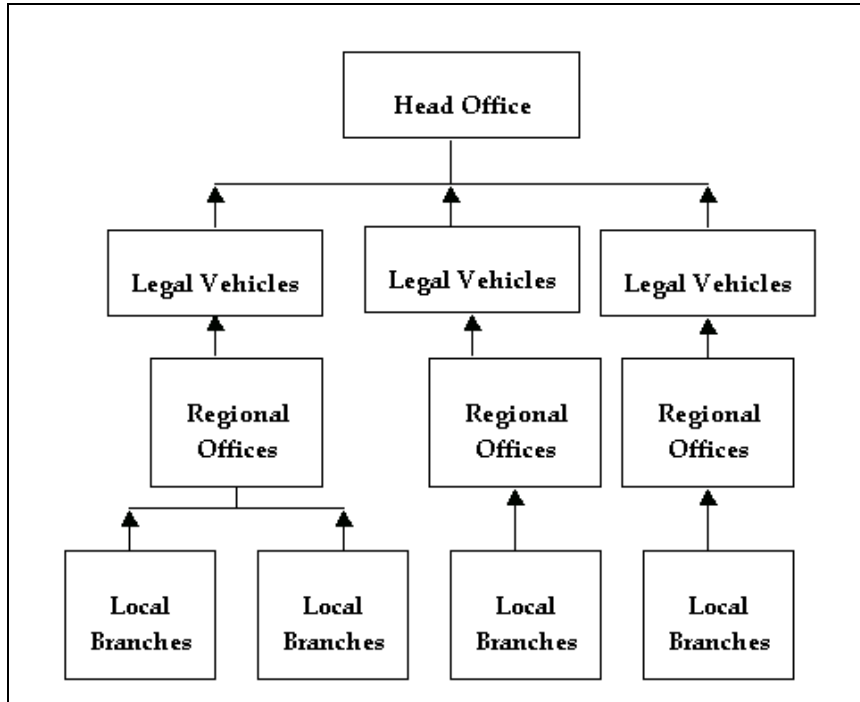 Head Office
Legal Vehicles
Legal Vehicles
Legal Vehicles
Regional
Offices
Regional
Offices
Regional
Offices
Local
Branches
Local
Branches
Local
Branches
Local
Branches